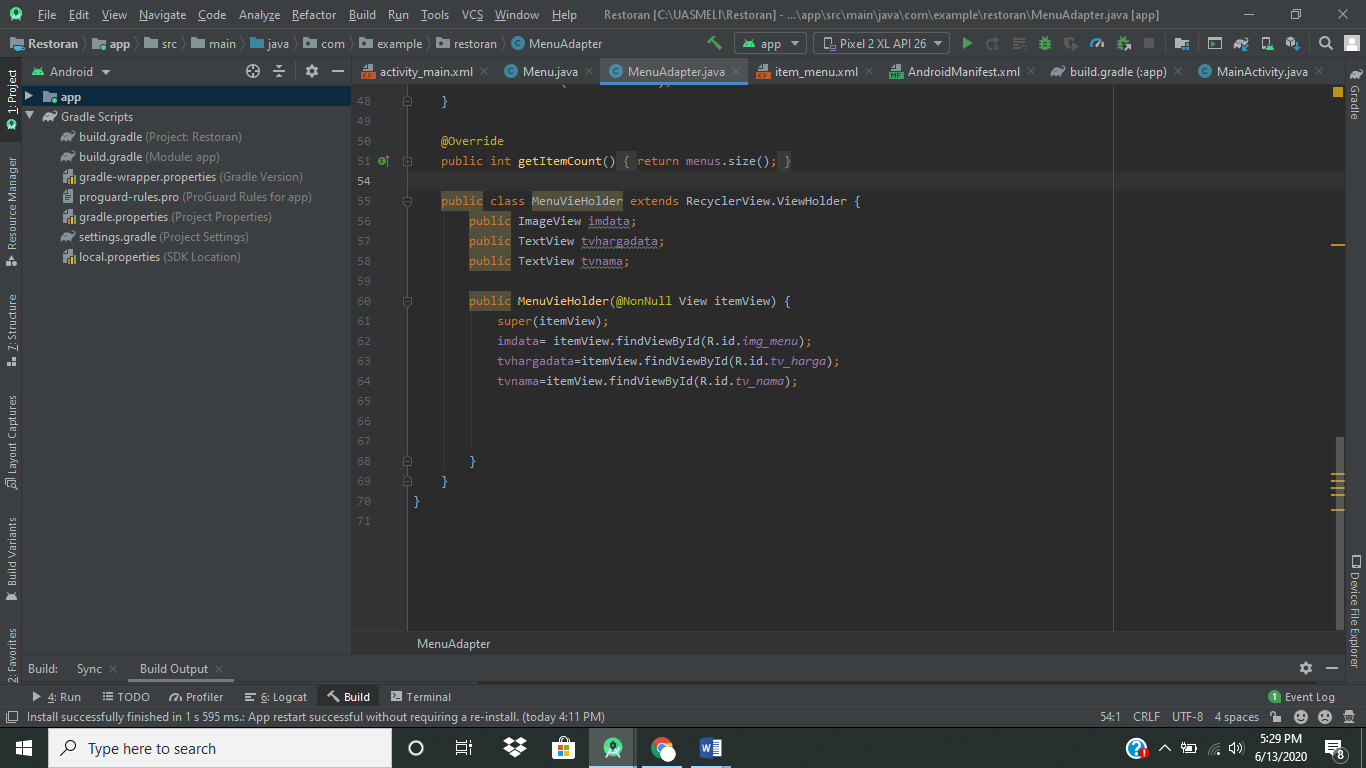 File Edit View Navigate Code Analyze Refactor Build Run Tools VCS Window Help Restoran [C:\UASMELI\Restoran] - ...\app\src\main\java\com\example\restoran\MenuAdapter.java [app]
Restoran app src main java com example restoran MenuAdapter app Pixel 2 XL API 26
Android activity_main.xml Menu.java MenuAdapter.java item_menu.xml AndroidManifest.xml build.gradle (:app) MainActivity.java
1: Project
Resource Manager
Z: Structure
Layout Captures
Build Variants
2: Favorites
app
Gradle Scripts
build.gradle (Project: Restoran)
build.gradle (Module: app)
gradle-wrapper.properties (Gradle Version)
proguard-rules.pro (ProGuard Rules for app)
gradle.properties (Project Properties)
settings.gradle (Project Settings)
local.properties (SDK Location)
48 }
49
50 @Override
51 public int getItemCount() { return menus.size(); }
54
55 public class MenuVieHolder extends RecyclerView.ViewHolder {
56 public ImageView imdata;
57 public TextView tvhargadata;
58 public TextView tvnama;
59
60 public MenuVieHolder(@NonNull View itemView) {
61 super(itemView);
62 imdata= itemView.findViewById(R.id.img_menu);
63 tvhargadata=itemView.findViewById(R.id.tv_harga);
64 tvnama=itemView.findViewById(R.id.tv_nama);
65
66
67
68 }
69 }
70 }
71
MenuAdapter
Gradle
Device File Explorer
Build: Sync Build Output
4: Run TODO Profiler 6: Logcat Build Terminal 1 Event Log
Install successfully finished in 1 s 595 ms.: App restart successful without requiring a re-install. (today 4:11 PM) 54:1 CRLF UTF-8 4 spaces
Type here to search
5:29 PM
6/13/2020
8